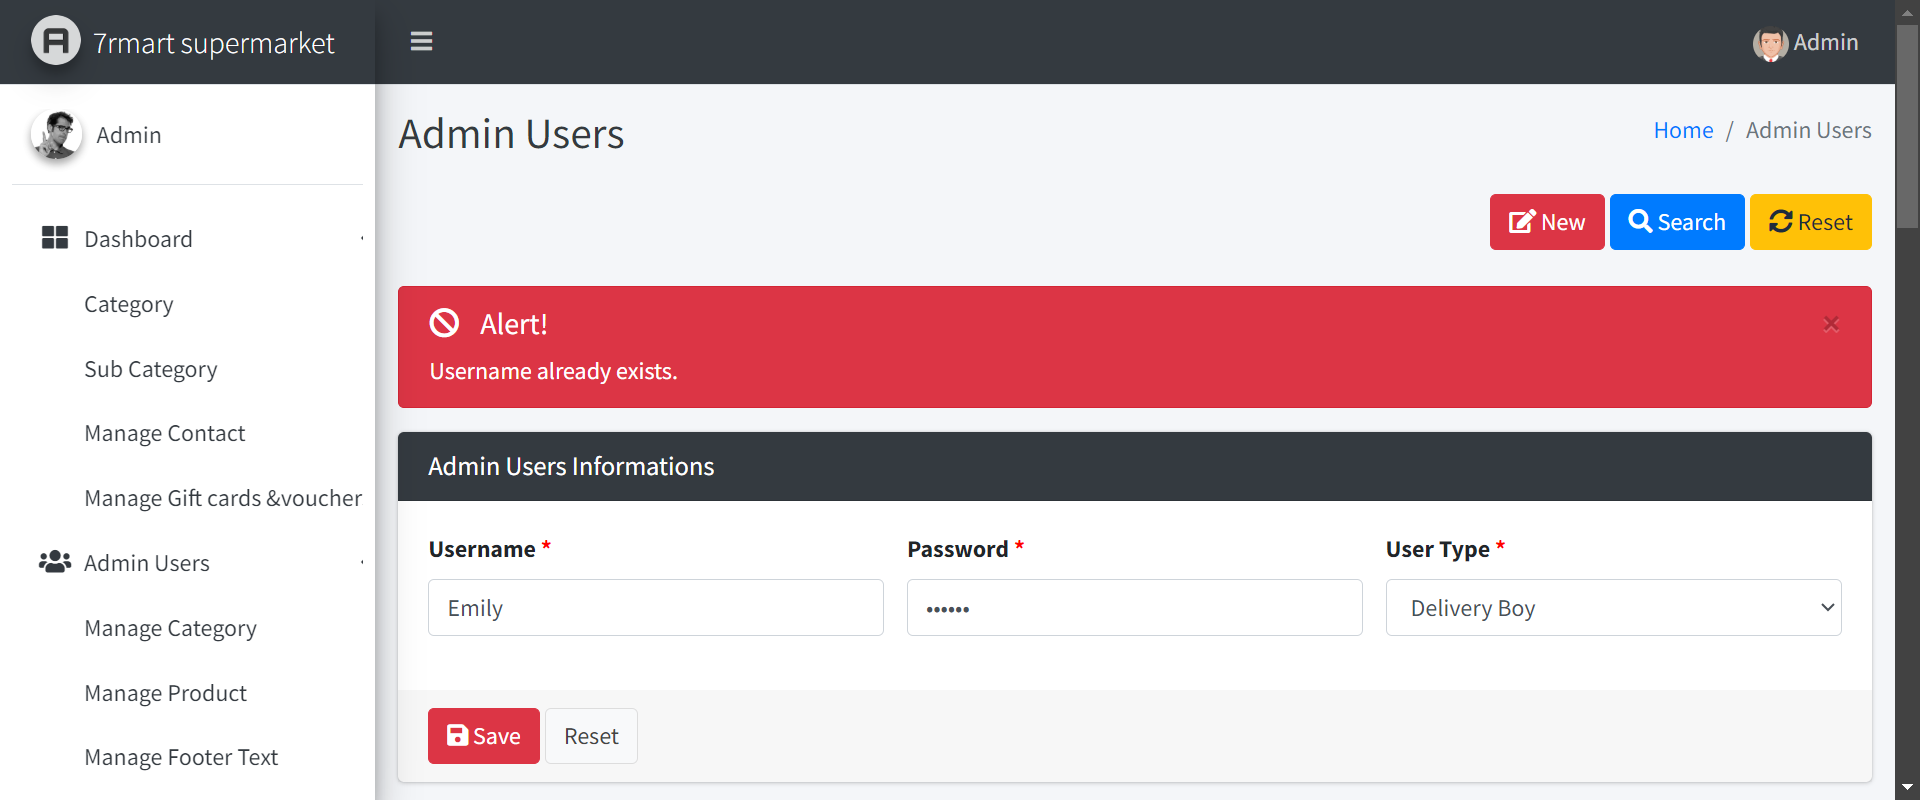 7rmart supermarket
Admin
Admin
Dashboard
Category
Sub Category
Manage Contact
Manage Gift cards &voucher
Admin Users
Manage Category
Manage Product
Manage Footer Text
Admin Users
Home / Admin Users
New Search Reset
Alert!
×
Username already exists.
Admin Users Informations
Username * Password * User Type *
Emily •••••• Delivery Boy
Save Reset